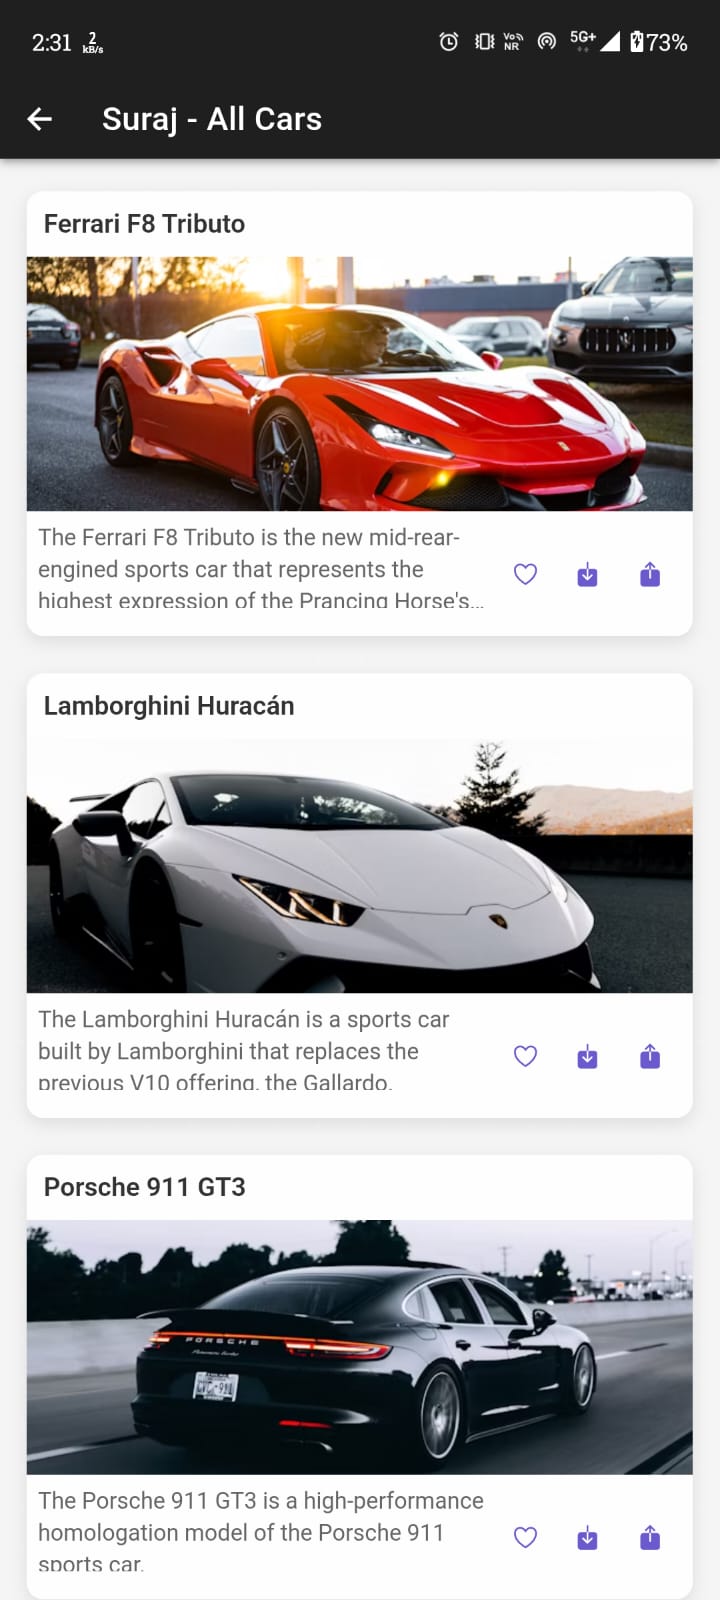 2:31 2 kB/s Vo NR 5G+ 73%
Suraj - All Cars
Ferrari F8 Tributo
The Ferrari F8 Tributo is the new mid-rear-
engined sports car that represents the
highest expression of the Prancing Horse's...
Lamborghini Huracán
The Lamborghini Huracán is a sports car
built by Lamborghini that replaces the
previous V10 offering, the Gallardo.
Porsche 911 GT3
PORSCHE
The Porsche 911 GT3 is a high-performance
homologation model of the Porsche 911
sports car.